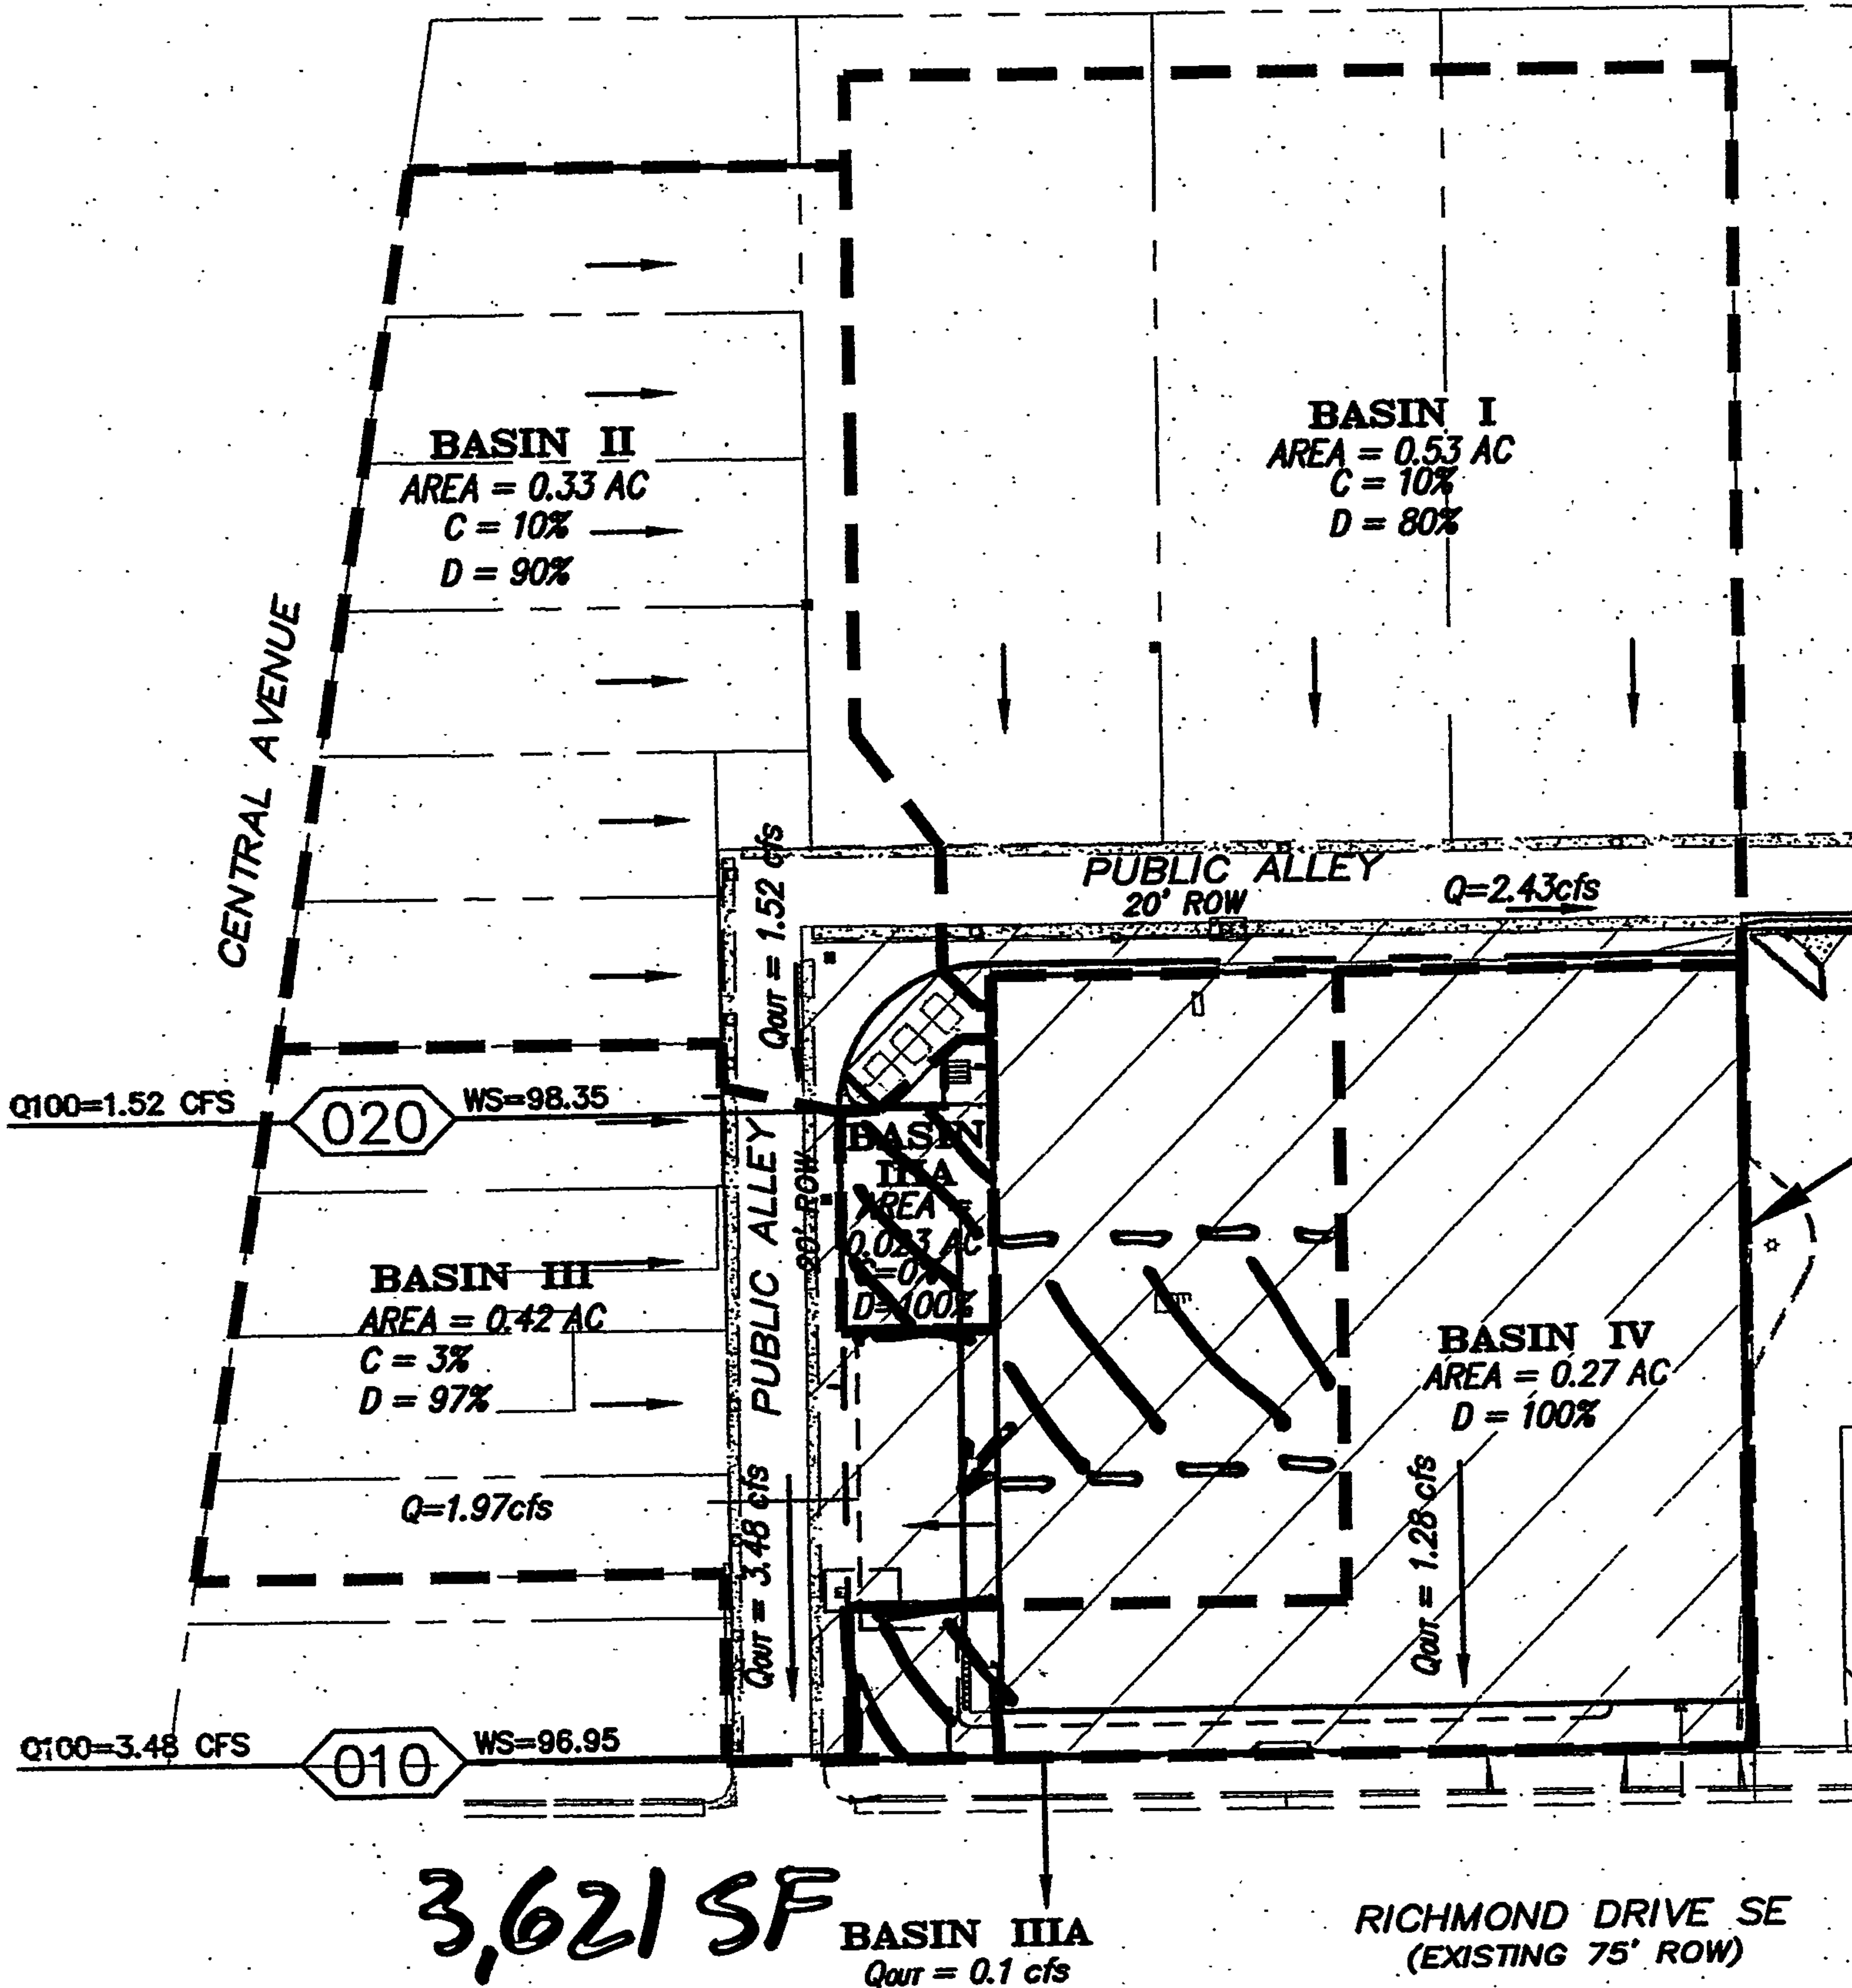 BASIN I
AREA = 0.53 AC
C = 10%
D = 80%
BASIN II
AREA = 0.33 AC
C = 10%
D = 90%
CENTRAL AVENUE
QOUT = 1.52 cfs
PUBLIC ALLEY
20' ROW
Q=2.43cfs
Q100=1.52 CFS
020
WS=98.35
PUBLIC ALLEY
20' ROW
BASIN
IIIA
AREA =
0.023 AC
C=0%
D=100%
BASIN III
AREA = 0.42 AC
C = 3%
D = 97%
Q=1.97cfs
QOUT = 3.48 cfs
BASIN IV
AREA = 0.27 AC
D = 100%
QOUT = 1.28 cfs
Q100=3.48 CFS
010
WS=96.95
3,621 SF
BASIN IIIA
QOUT = 0.1 cfs
RICHMOND DRIVE SE
(EXISTING 75' ROW)